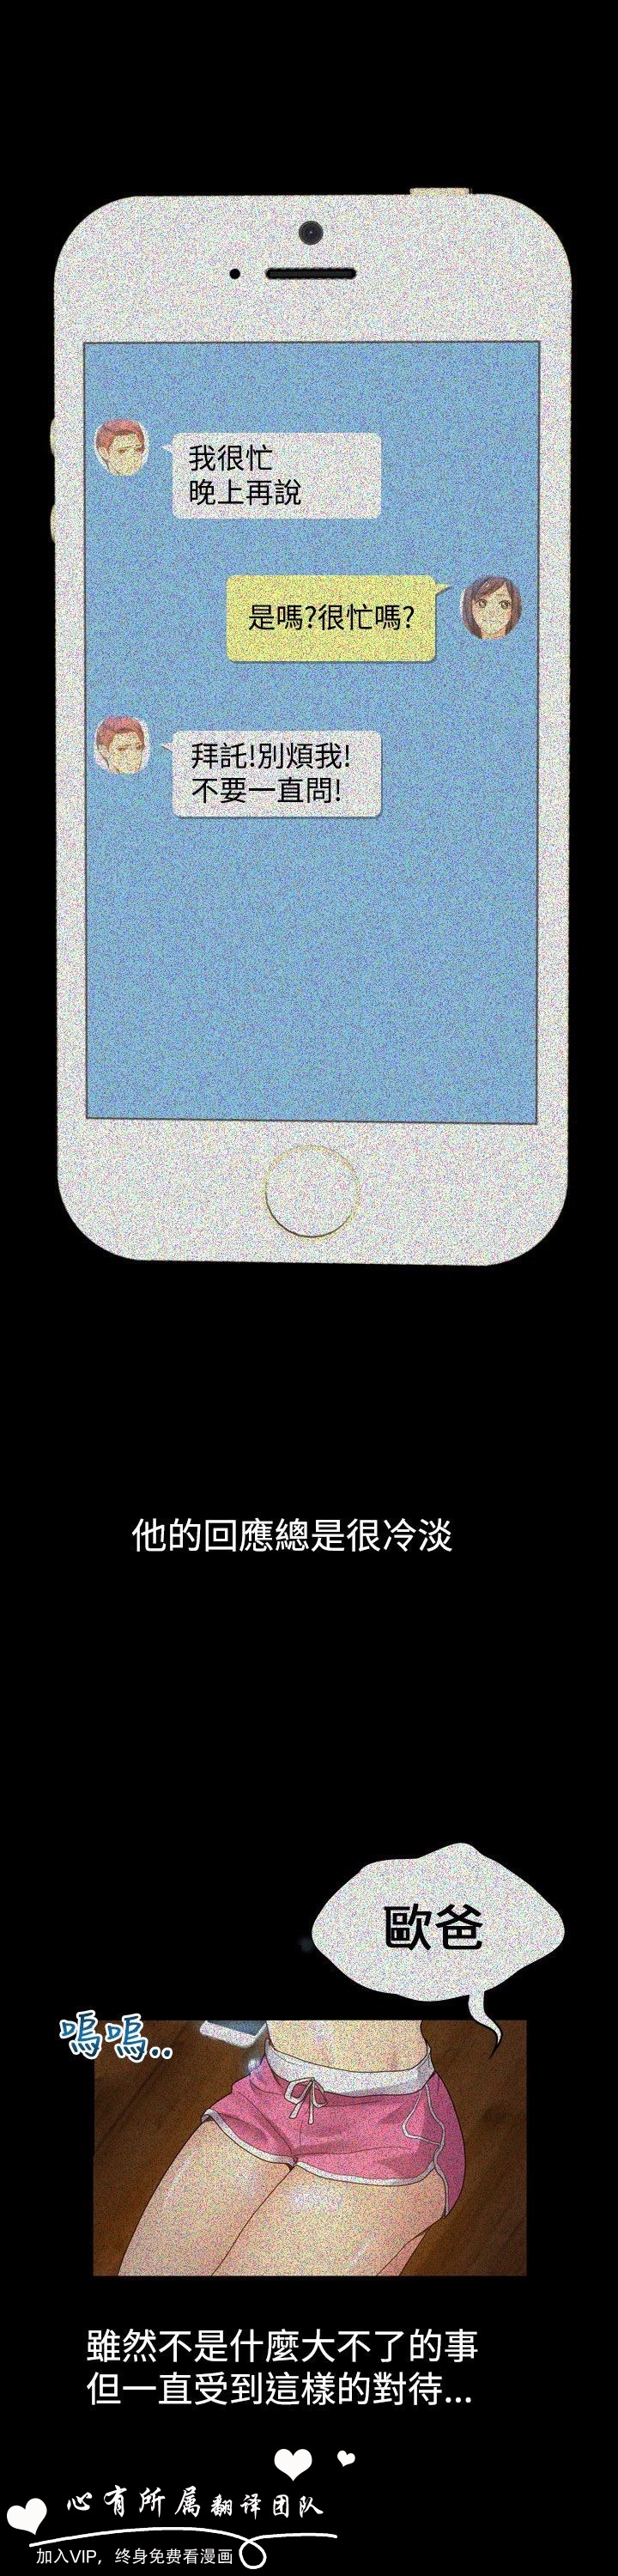 我很忙
晚上再說
是嗎?很忙嗎?
拜託!別煩我!
不要一直問!
他的回應總是很冷淡
歐爸
嗚嗚..
雖然不是什麼大不了的事
但一直受到這樣的對待...
心有所属翻译团队
加入VIP，终身免费看漫画